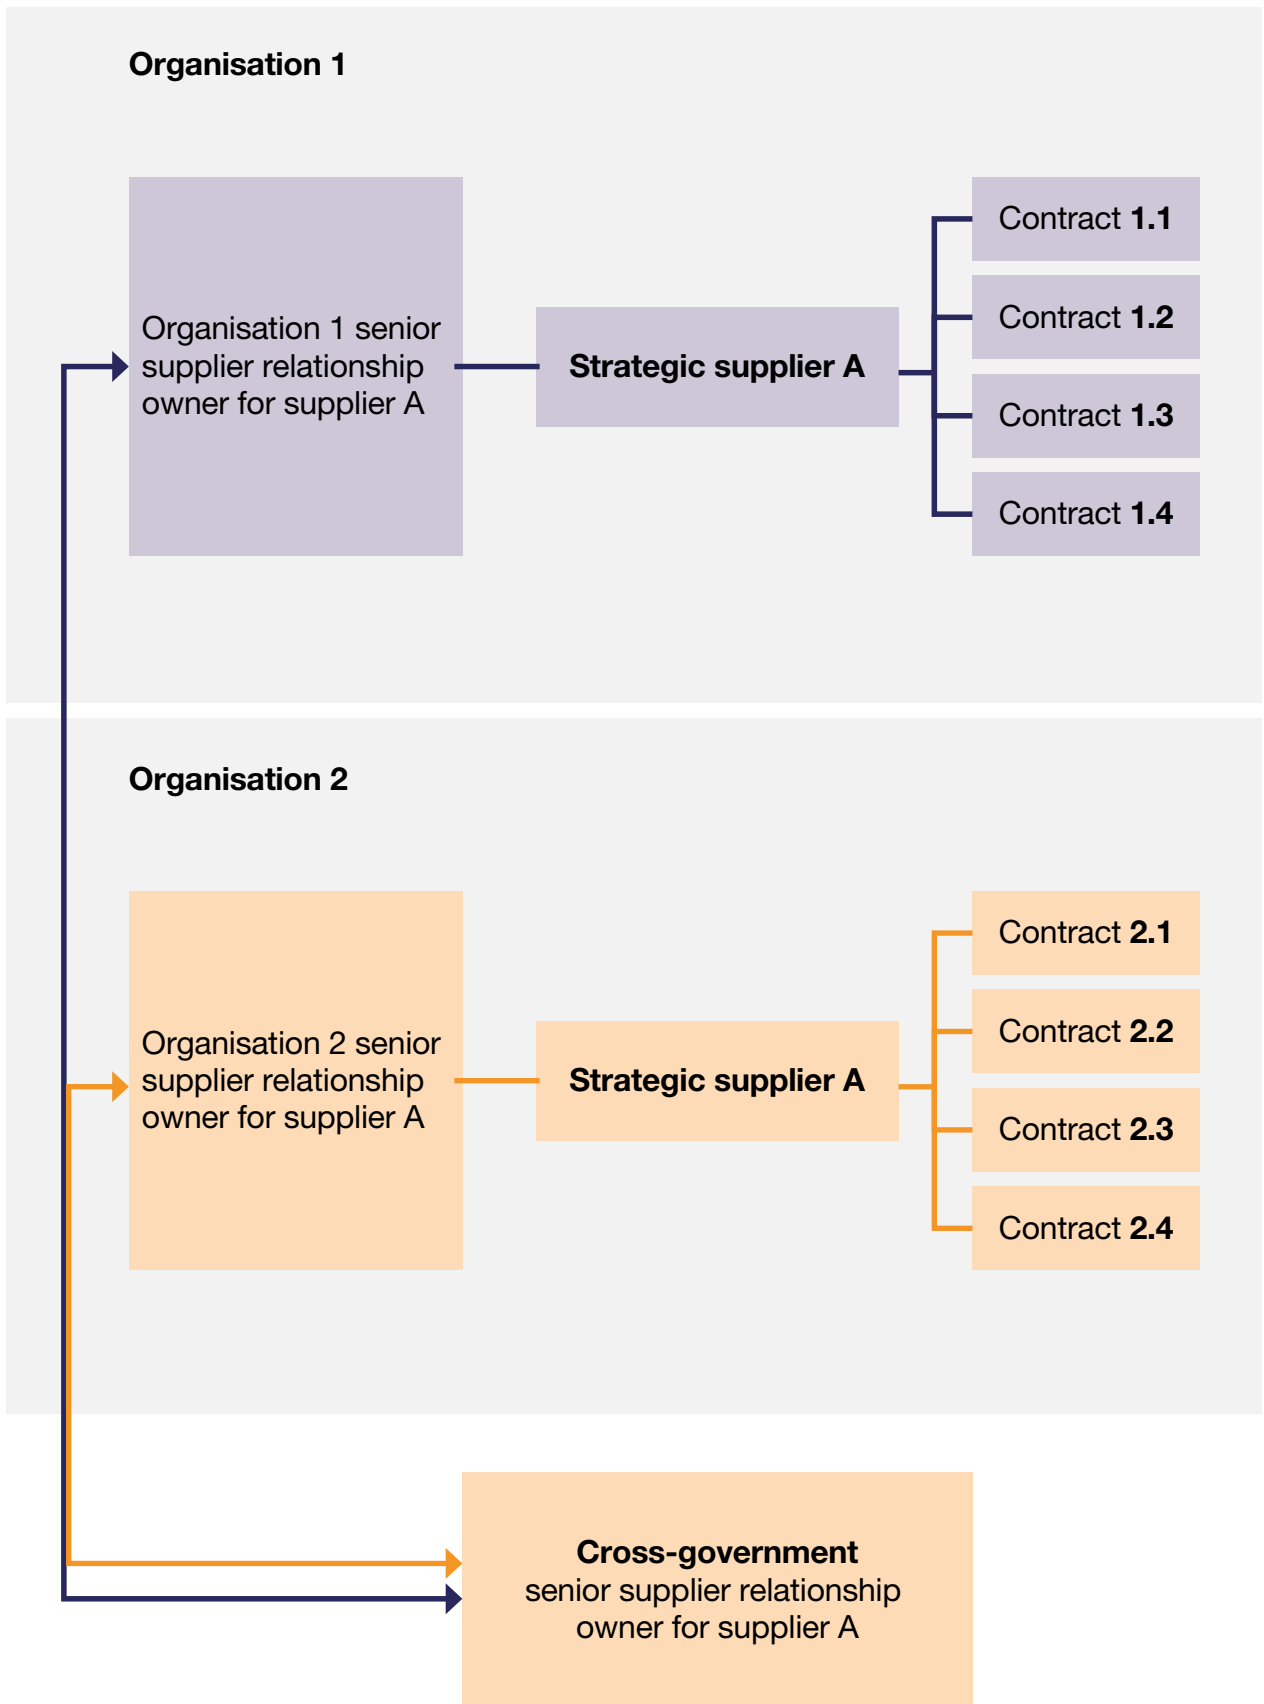 Organisation 1
Organisation 1 senior
supplier relationship
owner for supplier A
Strategic supplier A
Contract 1.1
Contract 1.2
Contract 1.3
Contract 1.4
Organisation 2
Organisation 2 senior
supplier relationship
owner for supplier A
Strategic supplier A
Contract 2.1
Contract 2.2
Contract 2.3
Contract 2.4
Cross-government
senior supplier relationship
owner for supplier A